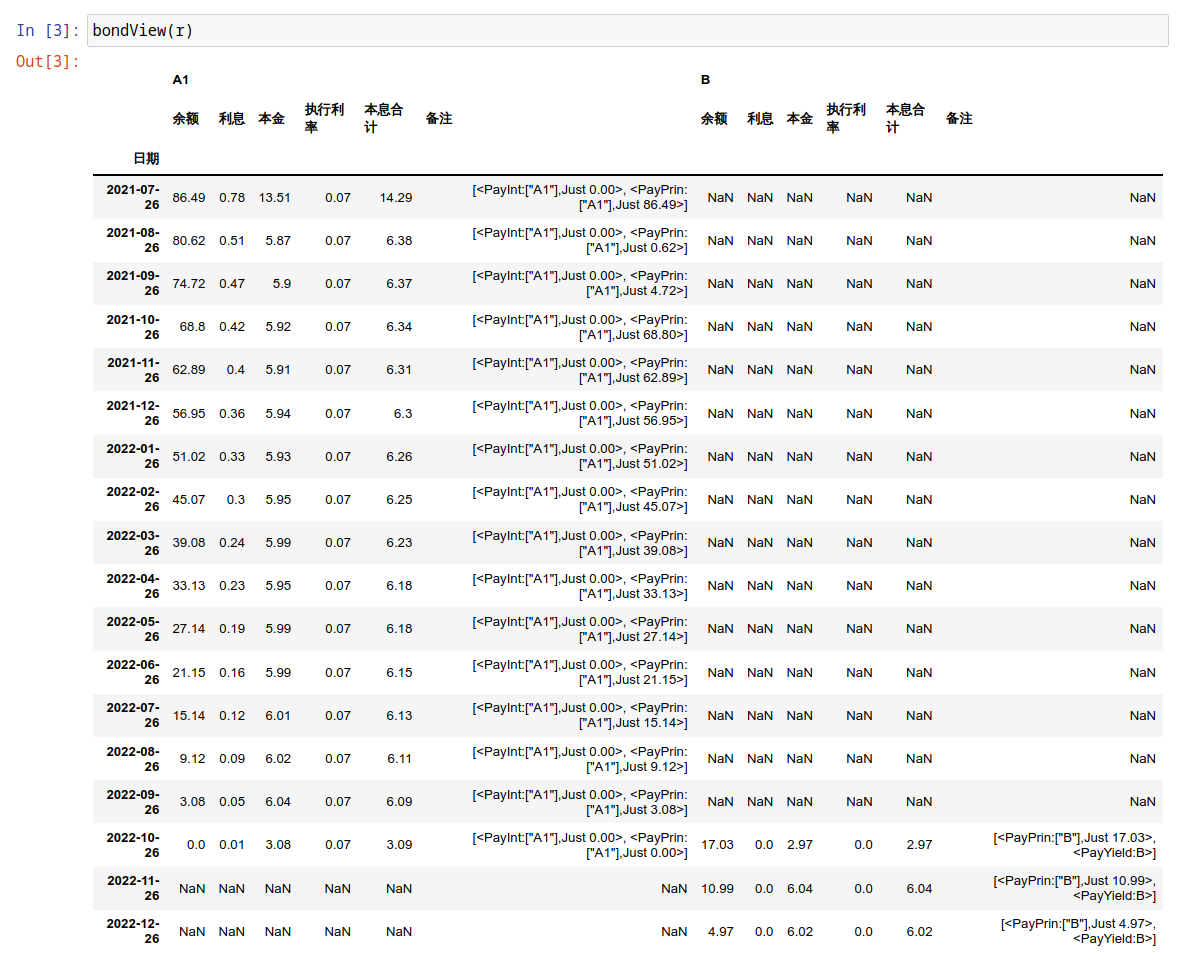 In [3]: bondView(r)
Out[3]:
A1 B
余额 利息 本金 执行利率 本息合计 备注 余额 利息 本金 执行利率 本息合计 备注
日期
2021-07-26 86.49 0.78 13.51 0.07 14.29 [<PayInt:["A1"],Just 0.00>, <PayPrin:["A1"],Just 86.49>] NaN NaN NaN NaN NaN NaN
2021-08-26 80.62 0.51 5.87 0.07 6.38 [<PayInt:["A1"],Just 0.00>, <PayPrin:["A1"],Just 0.62>] NaN NaN NaN NaN NaN NaN
2021-09-26 74.72 0.47 5.9 0.07 6.37 [<PayInt:["A1"],Just 0.00>, <PayPrin:["A1"],Just 4.72>] NaN NaN NaN NaN NaN NaN
2021-10-26 68.8 0.42 5.92 0.07 6.34 [<PayInt:["A1"],Just 0.00>, <PayPrin:["A1"],Just 68.80>] NaN NaN NaN NaN NaN NaN
2021-11-26 62.89 0.4 5.91 0.07 6.31 [<PayInt:["A1"],Just 0.00>, <PayPrin:["A1"],Just 62.89>] NaN NaN NaN NaN NaN NaN
2021-12-26 56.95 0.36 5.94 0.07 6.3 [<PayInt:["A1"],Just 0.00>, <PayPrin:["A1"],Just 56.95>] NaN NaN NaN NaN NaN NaN
2022-01-26 51.02 0.33 5.93 0.07 6.26 [<PayInt:["A1"],Just 0.00>, <PayPrin:["A1"],Just 51.02>] NaN NaN NaN NaN NaN NaN
2022-02-26 45.07 0.3 5.95 0.07 6.25 [<PayInt:["A1"],Just 0.00>, <PayPrin:["A1"],Just 45.07>] NaN NaN NaN NaN NaN NaN
2022-03-26 39.08 0.24 5.99 0.07 6.23 [<PayInt:["A1"],Just 0.00>, <PayPrin:["A1"],Just 39.08>] NaN NaN NaN NaN NaN NaN
2022-04-26 33.13 0.23 5.95 0.07 6.18 [<PayInt:["A1"],Just 0.00>, <PayPrin:["A1"],Just 33.13>] NaN NaN NaN NaN NaN NaN
2022-05-26 27.14 0.19 5.99 0.07 6.18 [<PayInt:["A1"],Just 0.00>, <PayPrin:["A1"],Just 27.14>] NaN NaN NaN NaN NaN NaN
2022-06-26 21.15 0.16 5.99 0.07 6.15 [<PayInt:["A1"],Just 0.00>, <PayPrin:["A1"],Just 21.15>] NaN NaN NaN NaN NaN NaN
2022-07-26 15.14 0.12 6.01 0.07 6.13 [<PayInt:["A1"],Just 0.00>, <PayPrin:["A1"],Just 15.14>] NaN NaN NaN NaN NaN NaN
2022-08-26 9.12 0.09 6.02 0.07 6.11 [<PayInt:["A1"],Just 0.00>, <PayPrin:["A1"],Just 9.12>] NaN NaN NaN NaN NaN NaN
2022-09-26 3.08 0.05 6.04 0.07 6.09 [<PayInt:["A1"],Just 0.00>, <PayPrin:["A1"],Just 3.08>] NaN NaN NaN NaN NaN NaN
2022-10-26 0.0 0.01 3.08 0.07 3.09 [<PayInt:["A1"],Just 0.00>, <PayPrin:["A1"],Just 0.00>] 17.03 0.0 2.97 0.0 2.97 [<PayPrin:["B"],Just 17.03>, <PayYield:B>]
2022-11-26 NaN NaN NaN NaN NaN NaN 10.99 0.0 6.04 0.0 6.04 [<PayPrin:["B"],Just 10.99>, <PayYield:B>]
2022-12-26 NaN NaN NaN NaN NaN NaN 4.97 0.0 6.02 0.0 6.02 [<PayPrin:["B"],Just 4.97>, <PayYield:B>]